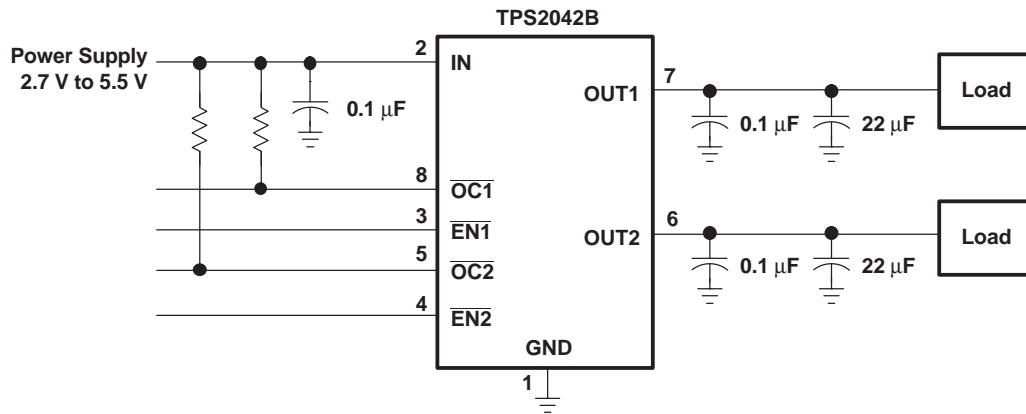 TPS2042B
Power Supply
2.7 V to 5.5 V
2
IN
0.1 μF
8
OC1
3
EN1
5
OC2
4
EN2
GND
1
OUT1
7
0.1 μF
22 μF
Load
OUT2
6
0.1 μF
22 μF
Load